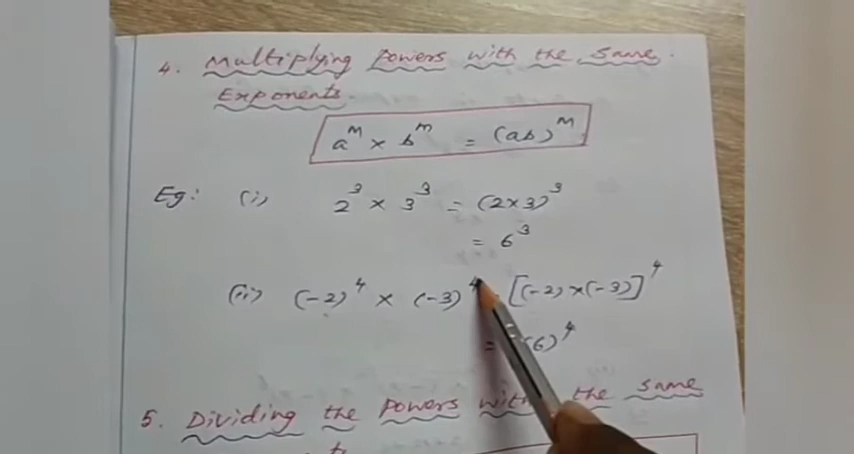 4. Multiplying Powers with the same
Exponents.
a^m × b^m = (ab)^m
Eg: (i) 2^3 × 3^3 = (2×3)^3
= 6^3
(ii) (-2)^4 × (-3)^4 [(-2)×(-3)]^4
= (6)^4
5. Dividing the Powers with the same